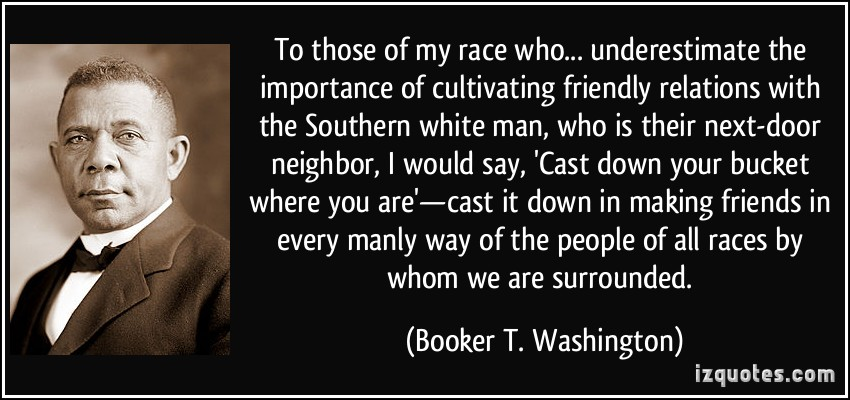 To those of my race who... underestimate the
importance of cultivating friendly relations with
the Southern white man, who is their next-door
neighbor, I would say, 'Cast down your bucket
where you are'—cast it down in making friends in
every manly way of the people of all races by
whom we are surrounded.
(Booker T. Washington)
izquotes.com